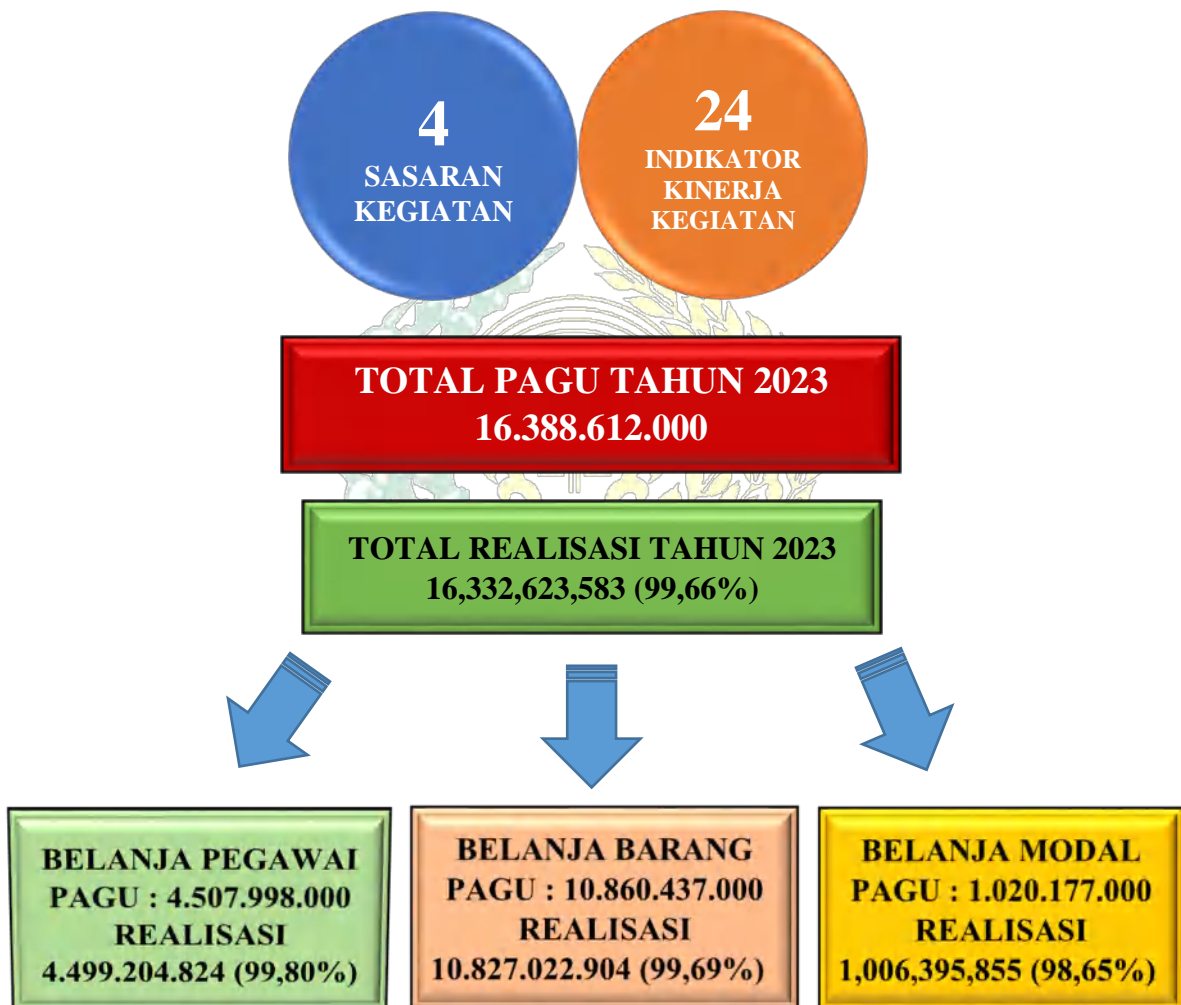 4
SASARAN
KEGIATAN
24
INDIKATOR
KINERJA
KEGIATAN
TOTAL PAGU TAHUN 2023
16.388.612.000
TOTAL REALISASI TAHUN 2023
16,332,623,583 (99,66%)
BELANJA PEGAWAI
PAGU : 4.507.998.000
REALISASI
4.499.204.824 (99,80%)
BELANJA BARANG
PAGU : 10.860.437.000
REALISASI
10.827.022.904 (99,69%)
BELANJA MODAL
PAGU : 1.020.177.000
REALISASI
1,006,395,855 (98,65%)